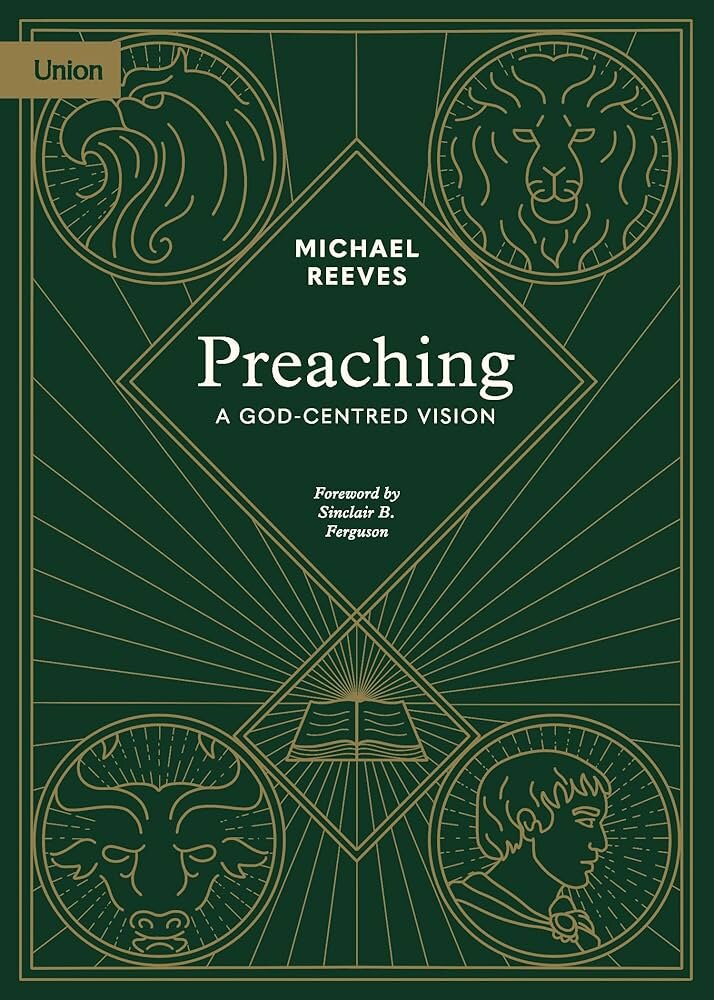 Union
MICHAEL
REEVES
Preaching
A GOD-CENTRED VISION
Foreword by
Sinclair B.
Ferguson